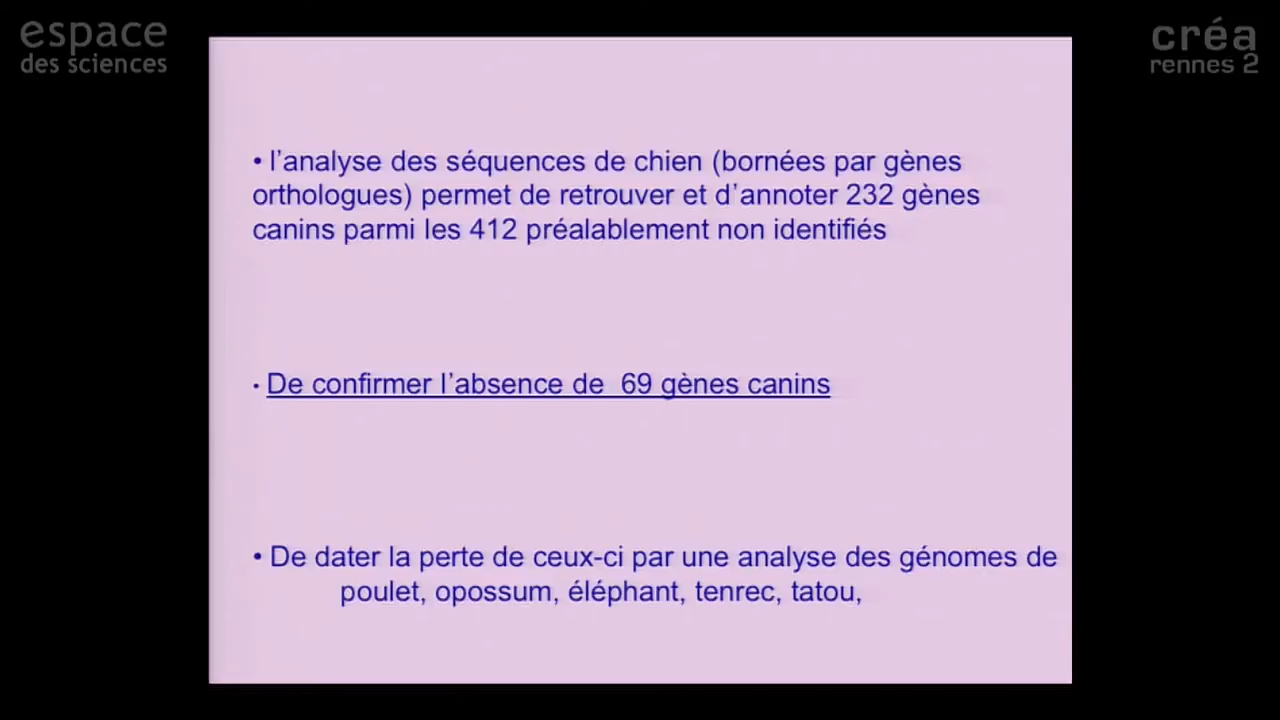 espace
des sciences
créa
rennes 2
• l'analyse des séquences de chien (bornées par gènes
orthologues) permet de retrouver et d'annoter 232 gènes
canins parmi les 412 préalablement non identifiés
• De confirmer l'absence de  69 gènes canins
• De dater la perte de ceux-ci par une analyse des génomes de
poulet, opossum, éléphant, tenrec, tatou,